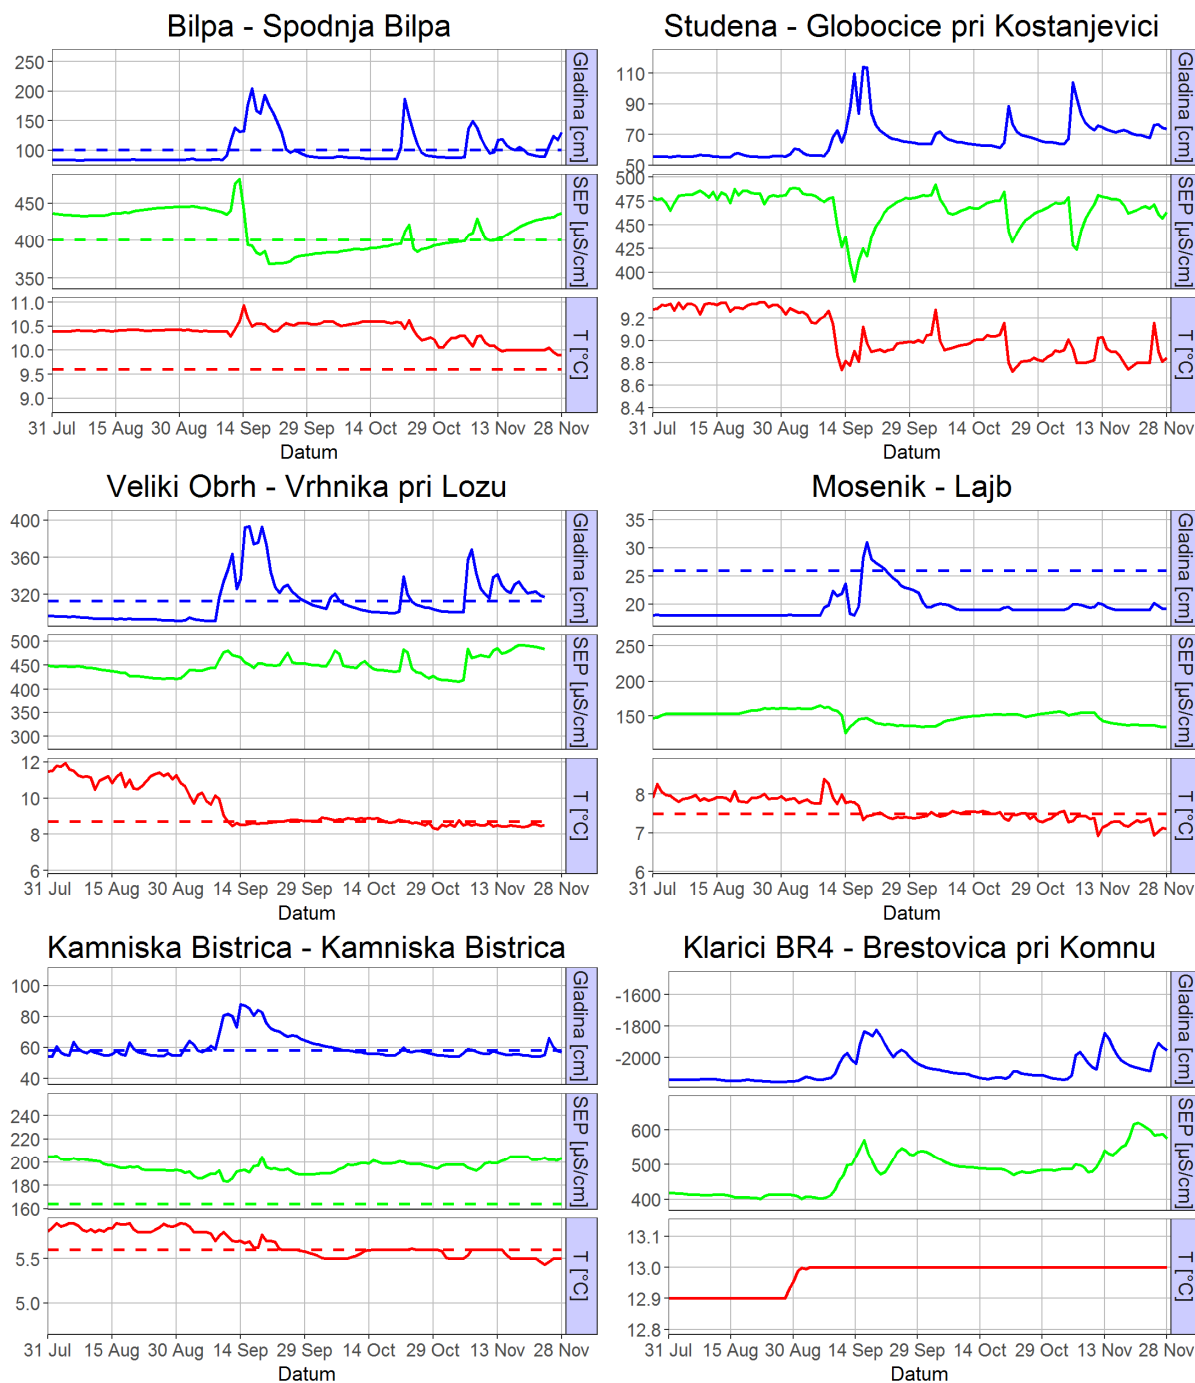 Bilpa - Spodnja Bilpa
250
200
150
100
Gladina [cm]
450
400
350
SEP [µS/cm]
11.0
10.5
10.0
9.5
9.0
T [°C]
31 Jul 15 Aug 30 Aug 14 Sep 29 Sep 14 Oct 29 Oct 13 Nov 28 Nov
Datum
Studena - Globocice pri Kostanjevici
110
90
70
50
Gladina [cm]
500
475
450
425
400
SEP [µS/cm]
9.2
9.0
8.8
8.6
8.4
T [°C]
31 Jul 15 Aug 30 Aug 14 Sep 29 Sep 14 Oct 29 Oct 13 Nov 28 Nov
Datum
Veliki Obrh - Vrhnika pri Lozu
400
360
320
280
Gladina [cm]
500
450
400
350
300
SEP [µS/cm]
12
10
8
6
T [°C]
31 Jul 15 Aug 30 Aug 14 Sep 29 Sep 14 Oct 29 Oct 13 Nov 28 Nov
Datum
Mosenik - Lajb
35
30
25
20
Gladina [cm]
250
200
150
SEP [µS/cm]
8
7
6
T [°C]
31 Jul 15 Aug 30 Aug 14 Sep 29 Sep 14 Oct 29 Oct 13 Nov 28 Nov
Datum
Kamniska Bistrica - Kamniska Bistrica
100
80
60
40
Gladina [cm]
240
220
200
180
160
SEP [µS/cm]
5.5
5.0
T [°C]
31 Jul 15 Aug 30 Aug 14 Sep 29 Sep 14 Oct 29 Oct 13 Nov 28 Nov
Datum
Klarici BR4 - Brestovica pri Komnu
-1600
-1800
-2000
Gladina [cm]
600
500
400
SEP [µS/cm]
13.1
13.0
12.9
12.8
T [°C]
31 Jul 15 Aug 30 Aug 14 Sep 29 Sep 14 Oct 29 Oct 13 Nov 28 Nov
Datum